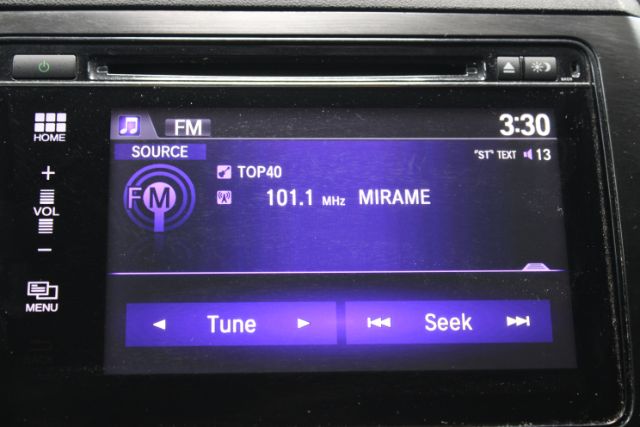 HOME
VOL
MENU
FM
3:30
SOURCE
"ST" TEXT 13
FM
TOP40
101.1 MHz MIRAME
Tune
Seek